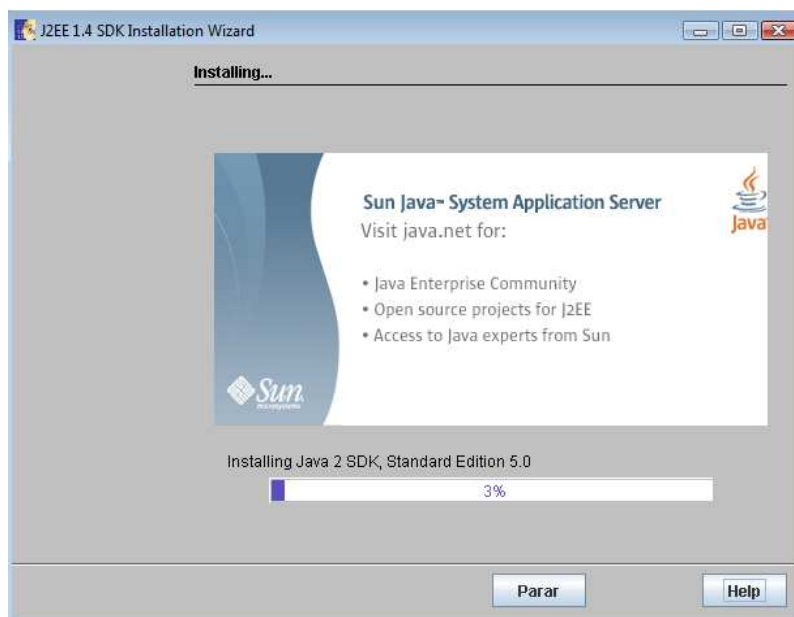 J2EE 1.4 SDK Installation Wizard
Installing...
Sun Java™ System Application Server
Visit java.net for:
• Java Enterprise Community
• Open source projects for J2EE
• Access to Java experts from Sun
Java
Sun
microsystems
Installing Java 2 SDK, Standard Edition 5.0
3%
Parar
Help